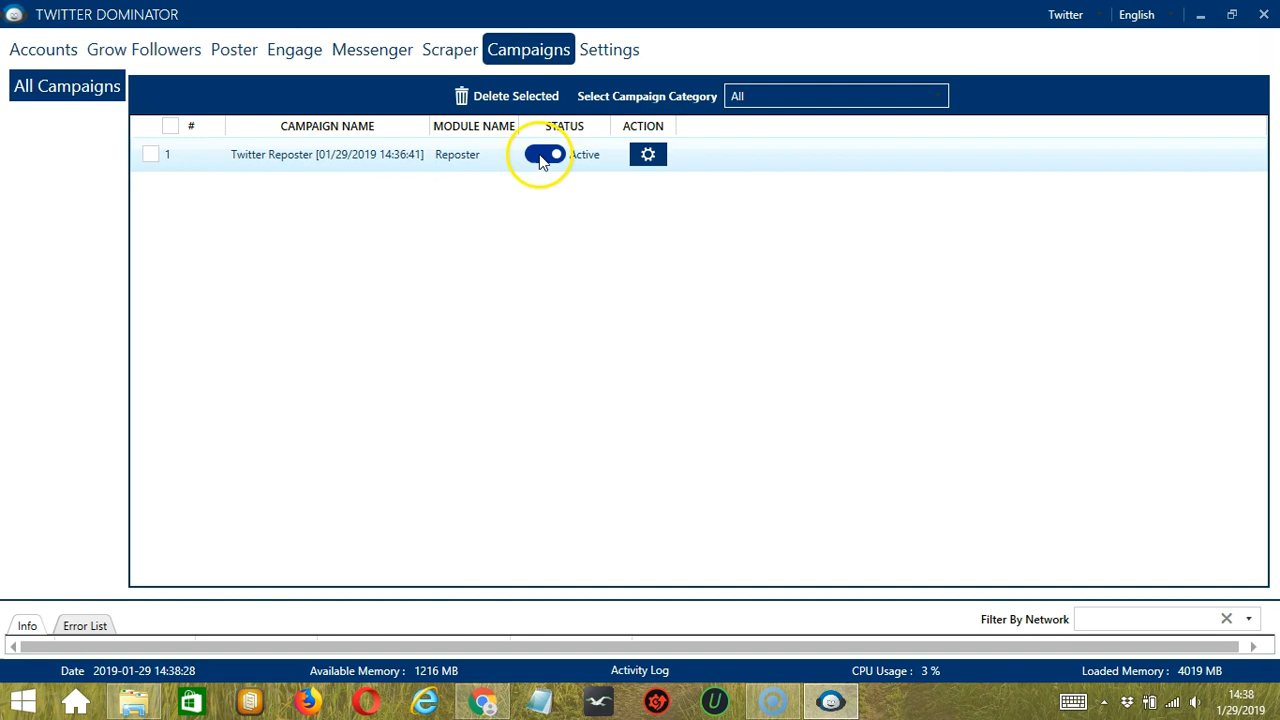 TWITTER DOMINATOR
Twitter English
Accounts Grow Followers Poster Engage Messenger Scraper Campaigns Settings
All Campaigns
Delete Selected Select Campaign Category All
# CAMPAIGN NAME MODULE NAME STATUS ACTION
1 Twitter Reposter [01/29/2019 14:36:41] Reposter Active
Info Error List Filter By Network
Date 2019-01-29 14:38:28 Available Memory : 1216 MB Activity Log CPU Usage : 3 % Loaded Memory : 4019 MB
14:38
1/29/2019